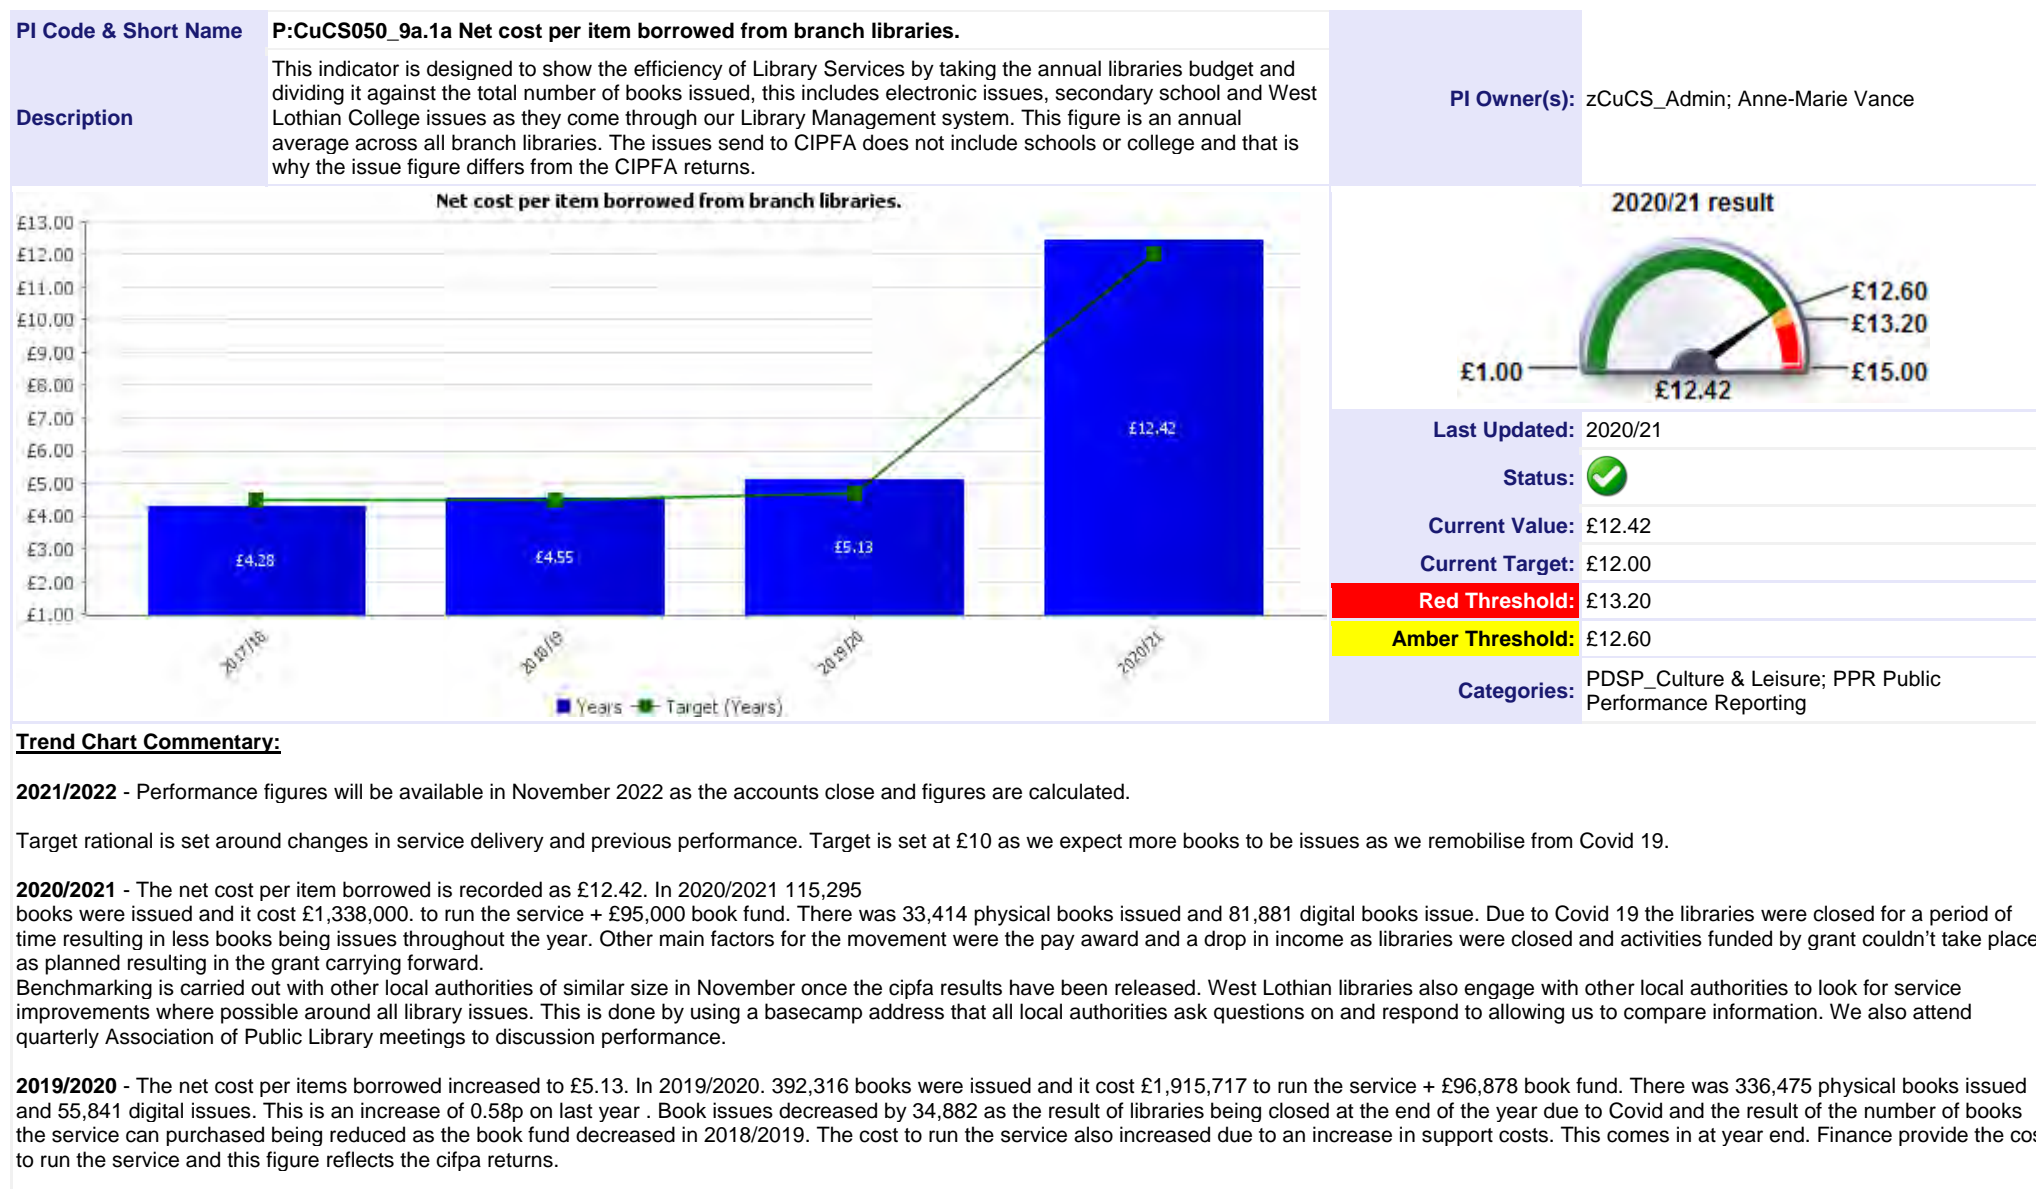 PI Code & Short Name
P:CuCS050_9a.1a Net cost per item borrowed from branch libraries.
Description
This indicator is designed to show the efficiency of Library Services by taking the annual libraries budget and
dividing it against the total number of books issued, this includes electronic issues, secondary school and West
Lothian College issues as they come through our Library Management system. This figure is an annual
average across all branch libraries. The issues send to CIPFA does not include schools or college and that is
why the issue figure differs from the CIPFA returns.
PI Owner(s): zCuCS_Admin; Anne-Marie Vance
Net cost per item borrowed from branch libraries.
£13.00
£12.00
£11.00
£10.00
£9.00
£8.00
£7.00
£6.00
£5.00
£4.00
£3.00
£2.00
£1.00
£4.28
£4.55
£5.13
£12.42
2017/18
2018/19
2019/20
2020/21
Years
Target (Years)
2020/21 result
£12.60
£13.20
£1.00
£15.00
£12.42
Last Updated: 2020/21
Status:
Current Value: £12.42
Current Target: £12.00
Red Threshold: £13.20
Amber Threshold: £12.60
Categories: PDSP_Culture & Leisure; PPR Public
Performance Reporting
Trend Chart Commentary:
2021/2022 - Performance figures will be available in November 2022 as the accounts close and figures are calculated.
Target rational is set around changes in service delivery and previous performance. Target is set at £10 as we expect more books to be issues as we remobilise from Covid 19.
2020/2021 - The net cost per item borrowed is recorded as £12.42. In 2020/2021 115,295
books were issued and it cost £1,338,000. to run the service + £95,000 book fund. There was 33,414 physical books issued and 81,881 digital books issue. Due to Covid 19 the libraries were closed for a period of
time resulting in less books being issues throughout the year. Other main factors for the movement were the pay award and a drop in income as libraries were closed and activities funded by grant couldn't take place
as planned resulting in the grant carrying forward.
Benchmarking is carried out with other local authorities of similar size in November once the cipfa results have been released. West Lothian libraries also engage with other local authorities to look for service
improvements where possible around all library issues. This is done by using a basecamp address that all local authorities ask questions on and respond to allowing us to compare information. We also attend
quarterly Association of Public Library meetings to discussion performance.
2019/2020 - The net cost per items borrowed increased to £5.13. In 2019/2020. 392,316 books were issued and it cost £1,915,717 to run the service + £96,878 book fund. There was 336,475 physical books issued
and 55,841 digital issues. This is an increase of 0.58p on last year . Book issues decreased by 34,882 as the result of libraries being closed at the end of the year due to Covid and the result of the number of books
the service can purchased being reduced as the book fund decreased in 2018/2019. The cost to run the service also increased due to an increase in support costs. This comes in at year end. Finance provide the cos
to run the service and this figure reflects the cifpa returns.